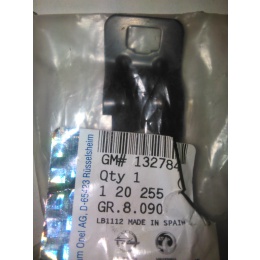 GM# 132784
Qty 1
1 20 255
GR.8.090
LB1112 MADE IN SPAIN
Opel AG, D-65423 Rüsselsheim